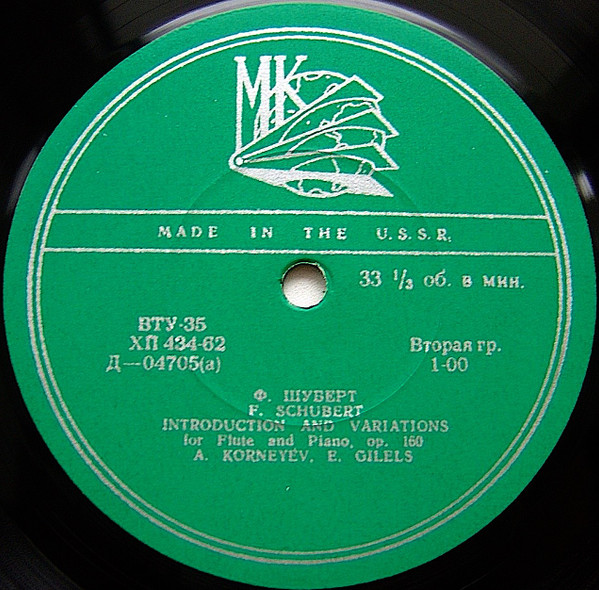 МК
MADE IN THE U.S.S.R.
33 1/3 об. в мин.
ВТУ-35
ХП 434-62
Д—04705(а)
Вторая гр.
1-00
Ф. ШУБЕРТ
F. SCHUBERT
INTRODUCTION AND VARIATIONS
for Flute and Piano, op. 160
A. KORNEYEV, E. GILELS